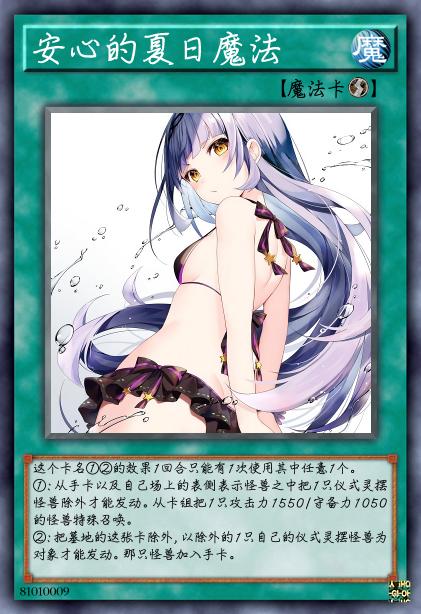 安心的夏日魔法
魔
【魔法卡】
这个卡名①②的效果1回合只能有1次使用其中任意1个。
①:从手卡以及自己场上的表侧表示怪兽之中把1只仪式灵摆
怪兽除外才能发动。从卡组把1只攻击力1550/守备力1050
的怪兽特殊召唤。
②:把墓地的这张卡除外,以除外的1只自己的仪式灵摆怪兽为
对象才能发动。那只怪兽加入手卡。
81010009